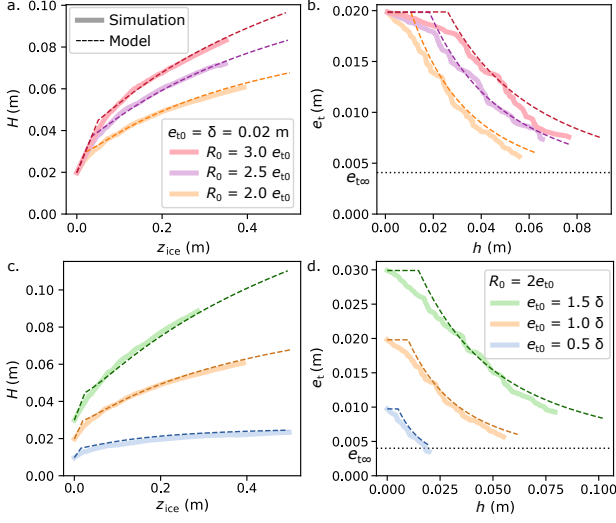 a.
Simulation
Model
e_t0 = δ = 0.02 m
R_0 = 3.0 e_t0
R_0 = 2.5 e_t0
R_0 = 2.0 e_t0
H (m)
0.10
0.08
0.06
0.04
0.02
0.00
0.0 0.2 0.4
z_ice (m)
b.
e_t (m)
0.020
0.015
0.010
0.005
e_t∞
0.000
0.00 0.02 0.04 0.06 0.08
h (m)
c.
H (m)
0.10
0.08
0.06
0.04
0.02
0.00
0.0 0.1 0.2 0.3 0.4 0.5
z_ice (m)
d.
R_0 = 2e_t0
e_t0 = 1.5 δ
e_t0 = 1.0 δ
e_t0 = 0.5 δ
e_t (m)
0.030
0.025
0.020
0.015
0.010
0.005
e_t∞
0.000
0.000 0.025 0.050 0.075 0.100
h (m)